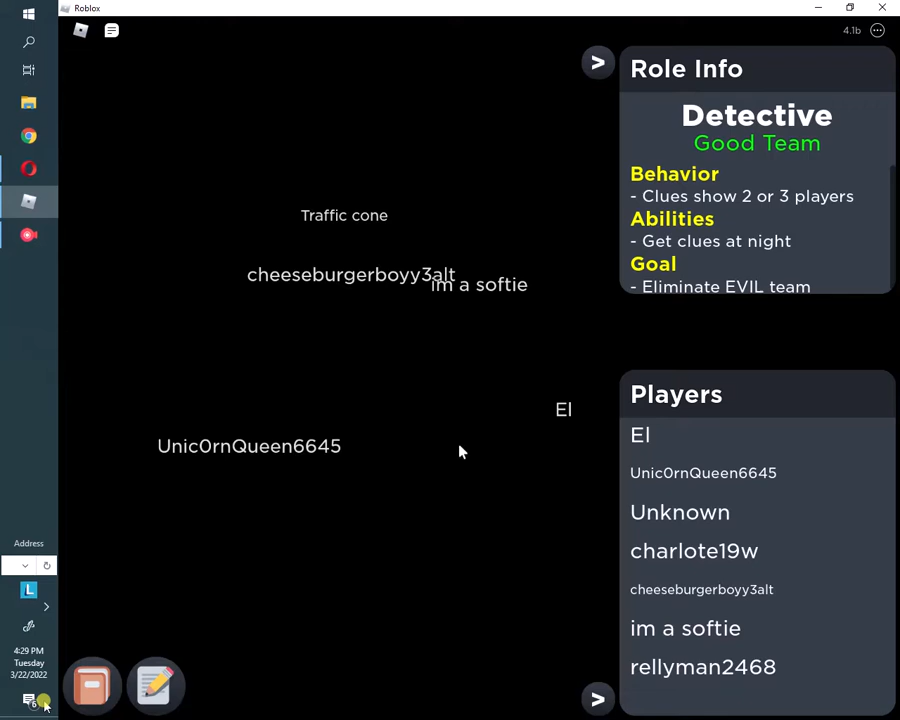 Roblox
4.1b
>
Role Info
Detective
Good Team
Behavior
- Clues show 2 or 3 players
Abilities
- Get clues at night
Goal
- Eliminate EVIL team
Traffic cone
cheeseburgerboyy3alt
im a softie
El
Unic0rnQueen6645
Players
El
Unic0rnQueen6645
Unknown
charlote19w
cheeseburgerboyy3alt
im a softie
rellyman2468
>
Address
L
4:29 PM
Tuesday
3/22/2022
6